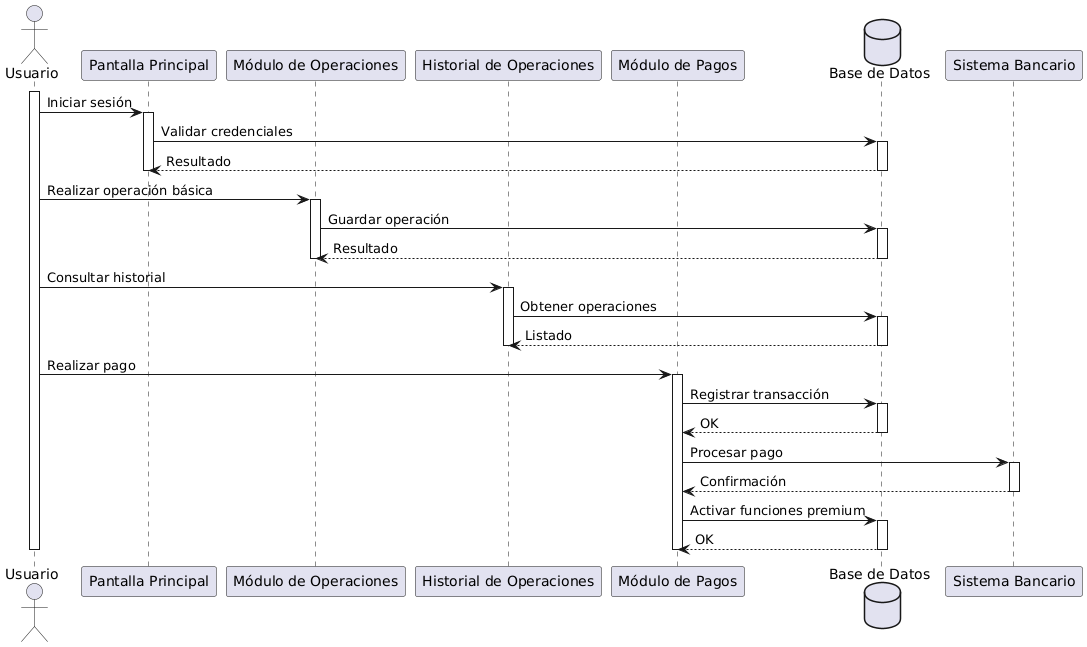 Usuario
Pantalla Principal
Módulo de Operaciones
Historial de Operaciones
Módulo de Pagos
Base de Datos
Sistema Bancario
Iniciar sesión
Validar credenciales
Resultado
Realizar operación básica
Guardar operación
Resultado
Consultar historial
Obtener operaciones
Listado
Realizar pago
Registrar transacción
OK
Procesar pago
Confirmación
Activar funciones premium
OK
Usuario
Pantalla Principal
Módulo de Operaciones
Historial de Operaciones
Módulo de Pagos
Base de Datos
Sistema Bancario